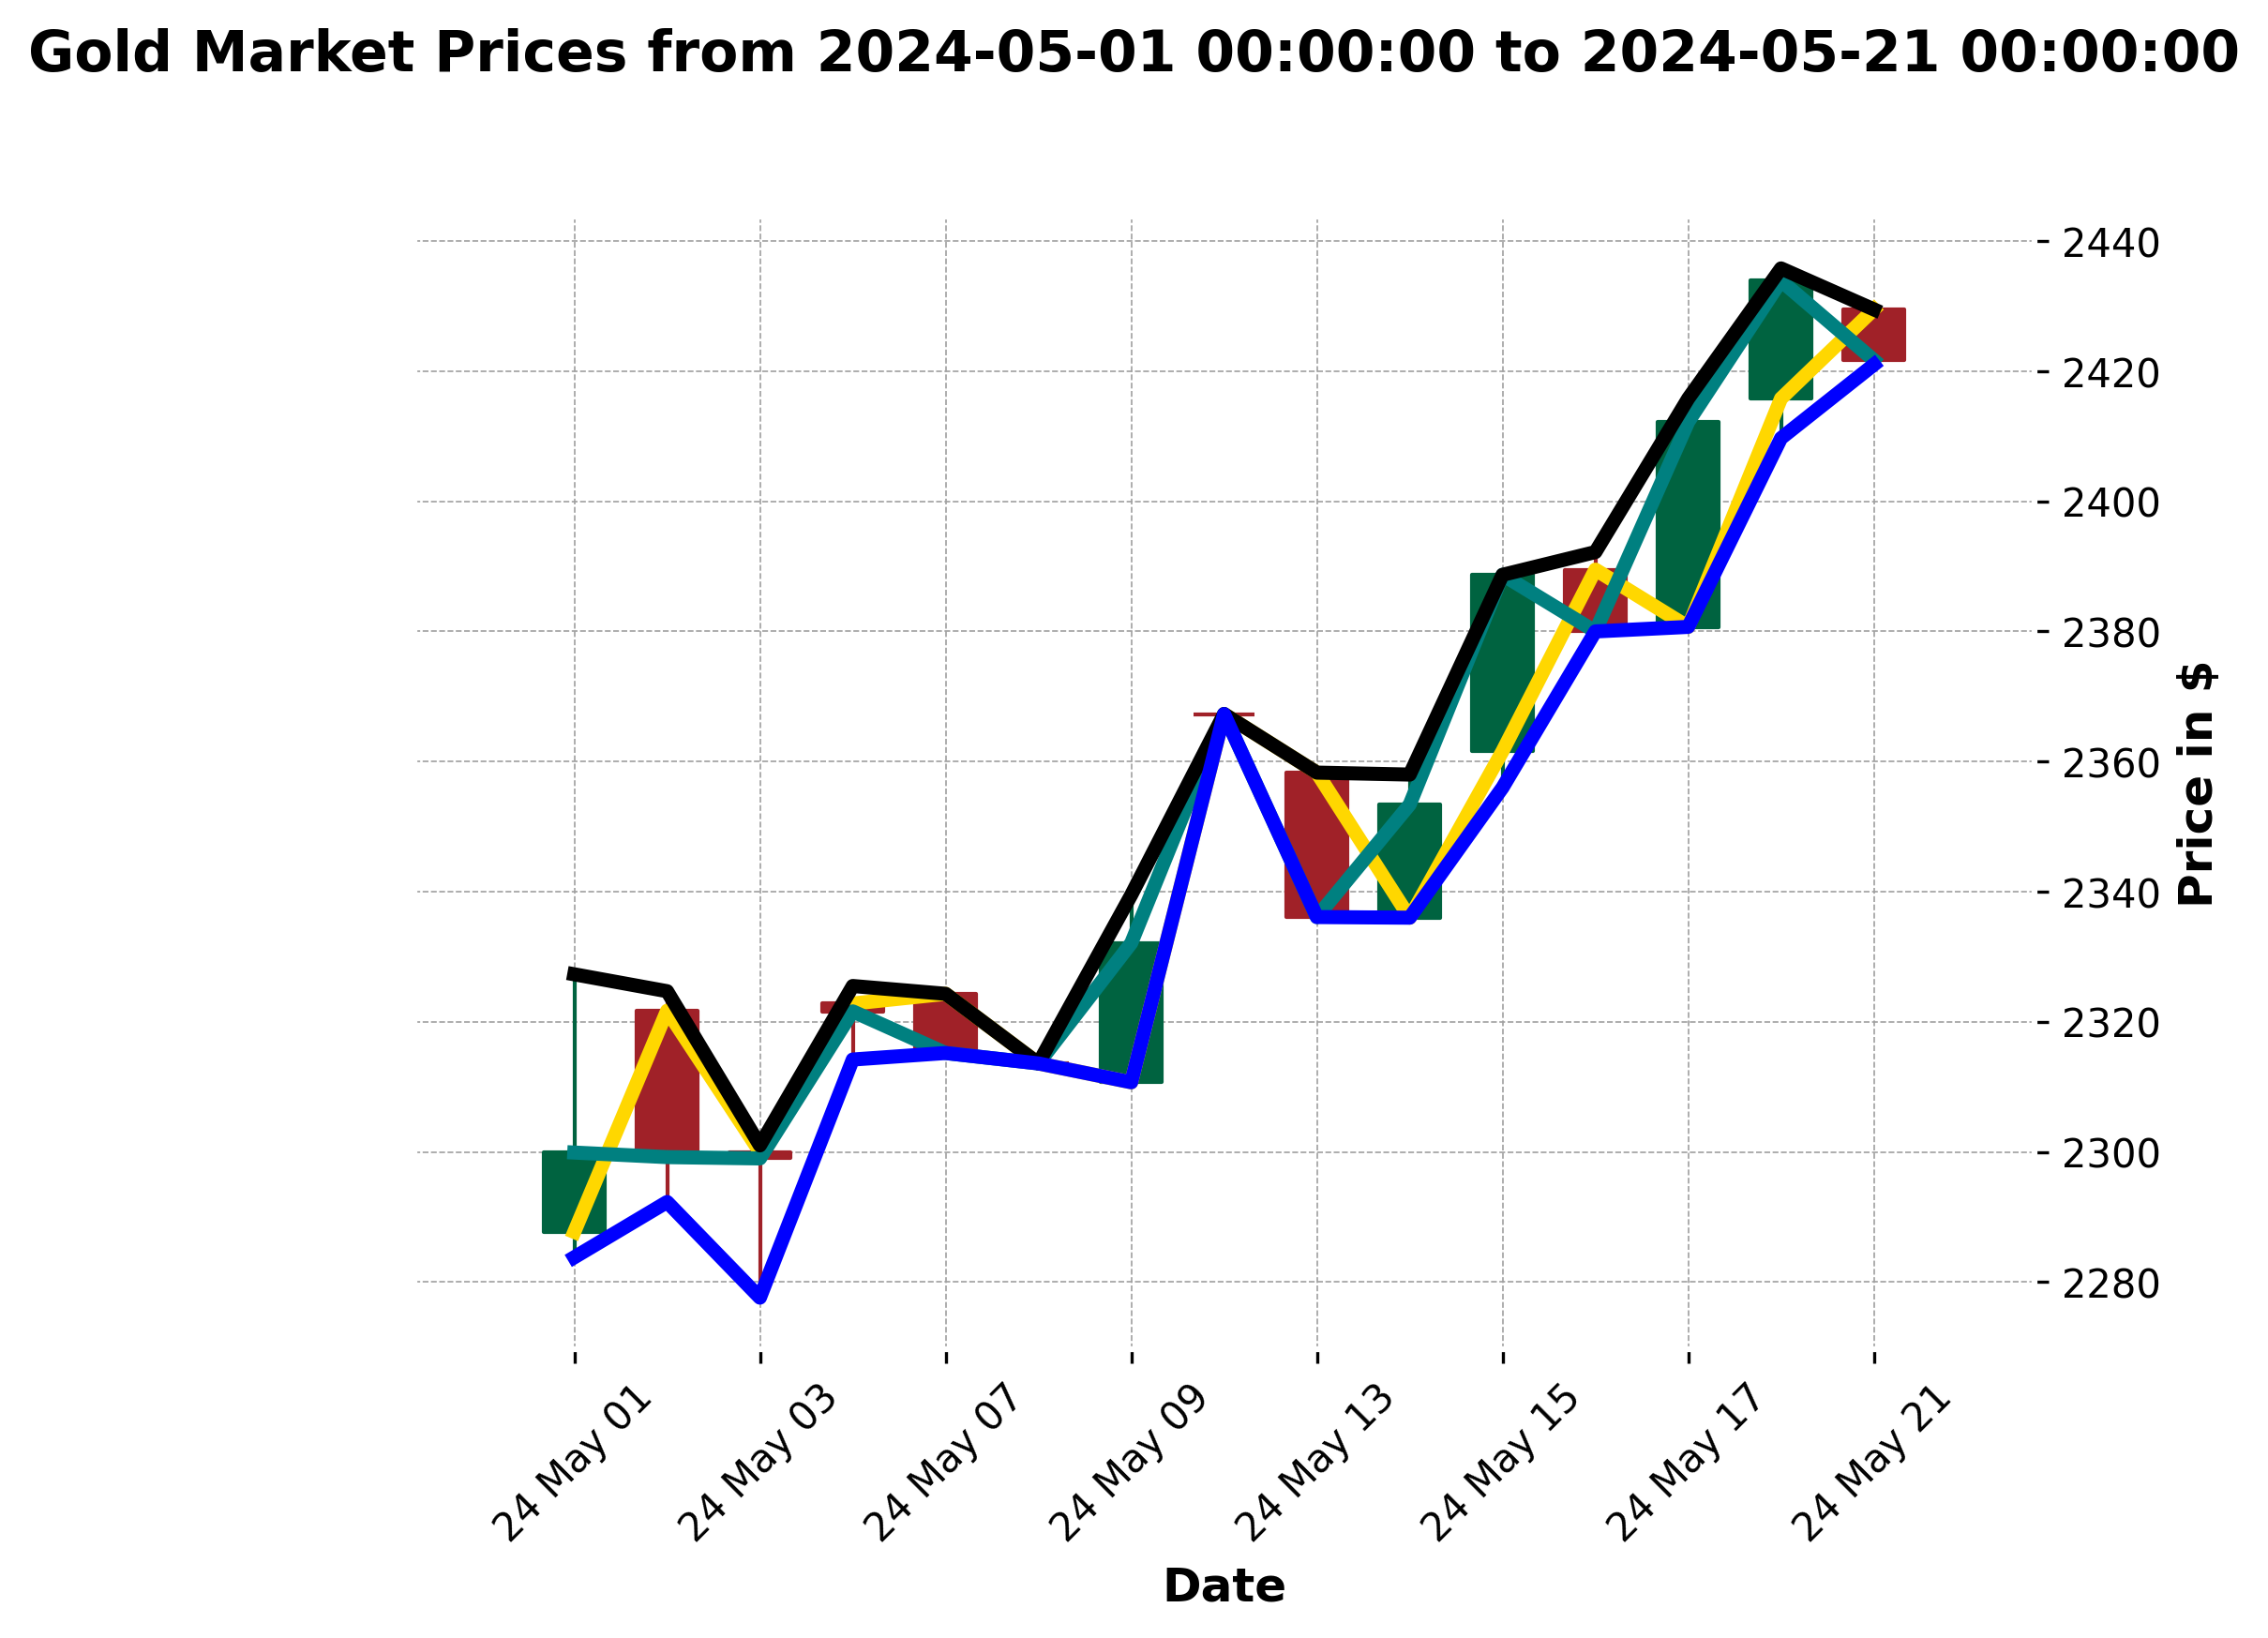 Gold Market Prices from 2024-05-01 00:00:00 to 2024-05-21 00:00:00
2440
2420
2400
2380
2360
2340
2320
2300
2280
Price in $
24 May 01
24 May 03
24 May 07
24 May 09
24 May 13
24 May 15
24 May 17
24 May 21
Date